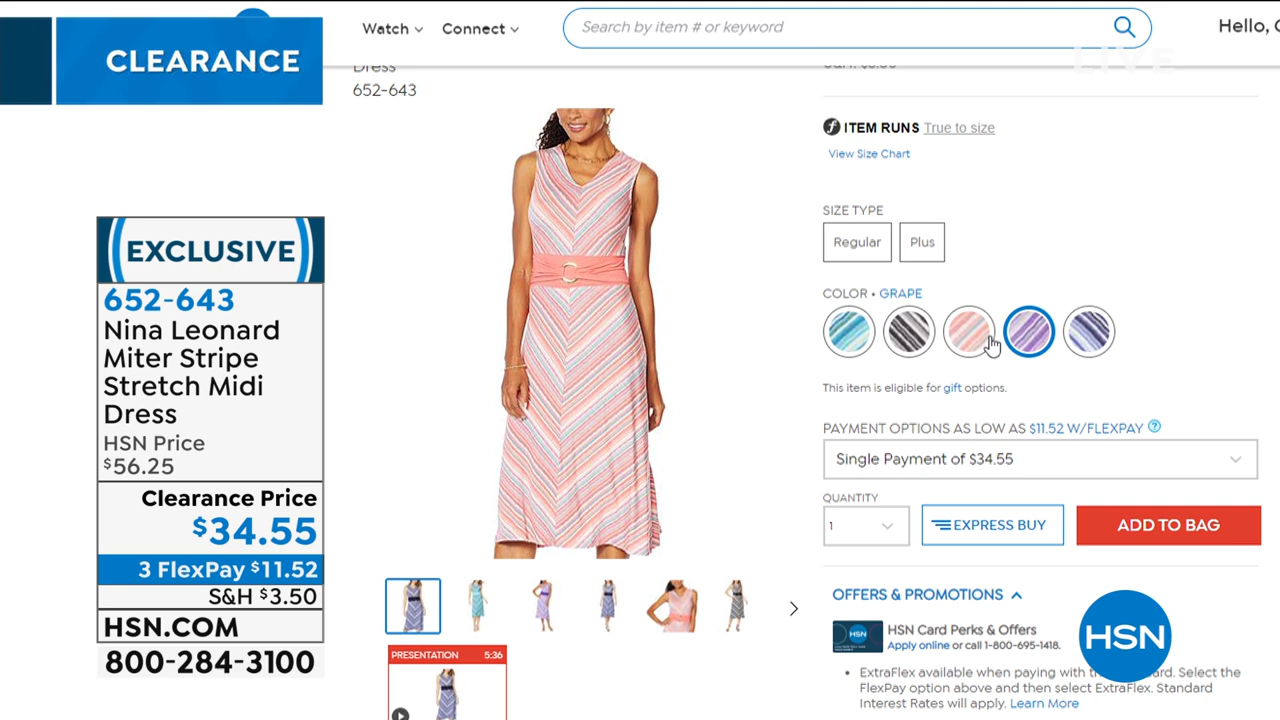 CLEARANCE
Watch
Connect
Search by item # or keyword
Hello,
LIVE
Dress
652-643
ITEM RUNS True to size
View Size Chart
SIZE TYPE
Regular
Plus
COLOR • GRAPE
This item is eligible for gift options.
PAYMENT OPTIONS AS LOW AS $11.52 W/FLEXPAY ?
Single Payment of $34.55
QUANTITY
1
EXPRESS BUY
ADD TO BAG
OFFERS & PROMOTIONS
HSN
HSN Card Perks & Offers
Apply online or call 1-800-695-1418.
HSN
• ExtraFlex available when paying with Select the
FlexPay option above and then select ExtraFlex. Standard
Interest Rates will apply. Learn More
PRESENTATION 5:36
EXCLUSIVE
652-643
Nina Leonard
Miter Stripe
Stretch Midi
Dress
HSN Price
$56.25
Clearance Price
$34.55
3 FlexPay $11.52
S&H $3.50
HSN.COM
800-284-3100